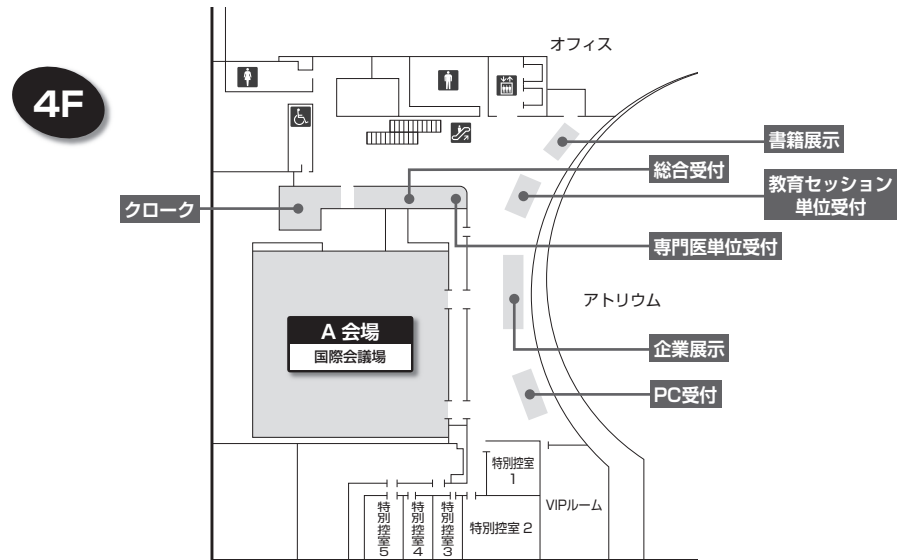 オフィス
4F
書籍展示
総合受付
教育セッション
単位受付
クローク
専門医単位受付
アトリウム
A 会場
国際会議場
企業展示
PC受付
特別控室
1
VIPルーム
特別控室5
特別控室4
特別控室3
特別控室 2